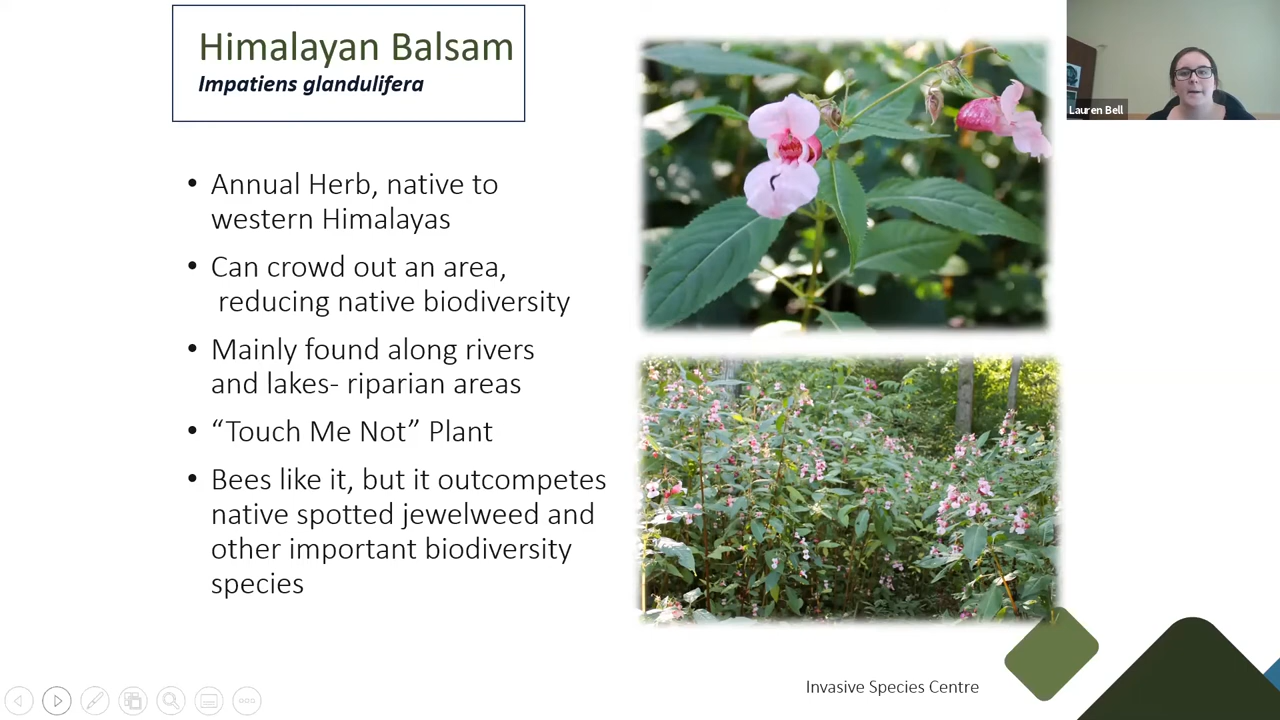 Himalayan Balsam
Impatiens glandulifera
• Annual Herb, native to
western Himalayas
• Can crowd out an area,
reducing native biodiversity
• Mainly found along rivers
and lakes- riparian areas
• “Touch Me Not” Plant
• Bees like it, but it outcompetes
native spotted jewelweed and
other important biodiversity
species
Lauren Bell
Invasive Species Centre